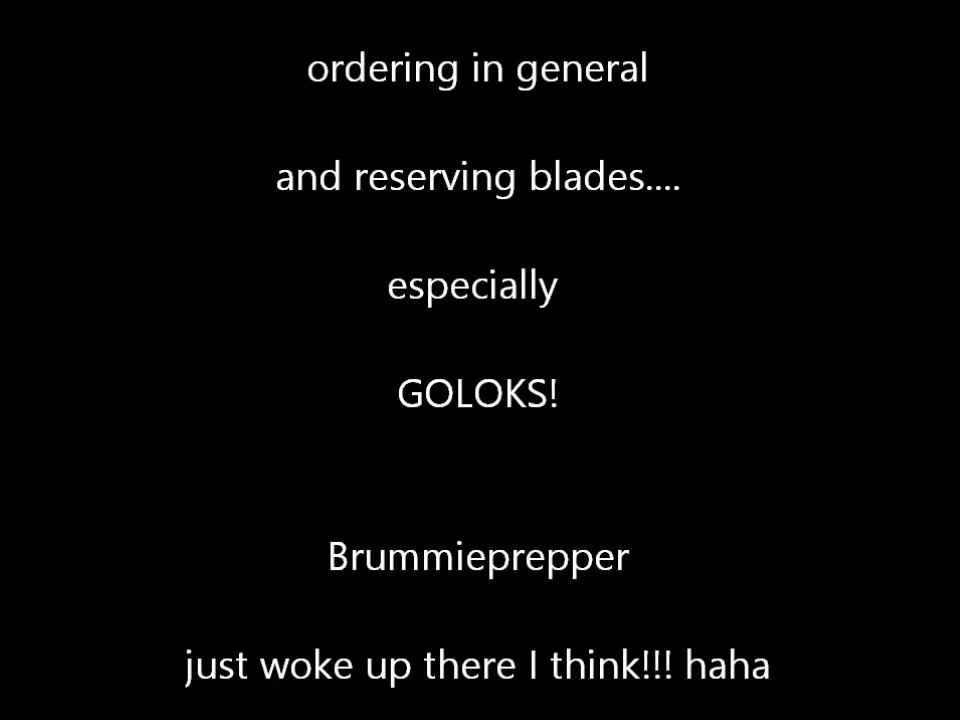 ordering in general
and reserving blades....
especially
GOLOKS!
Brummieprepper
just woke up there I think!!! haha